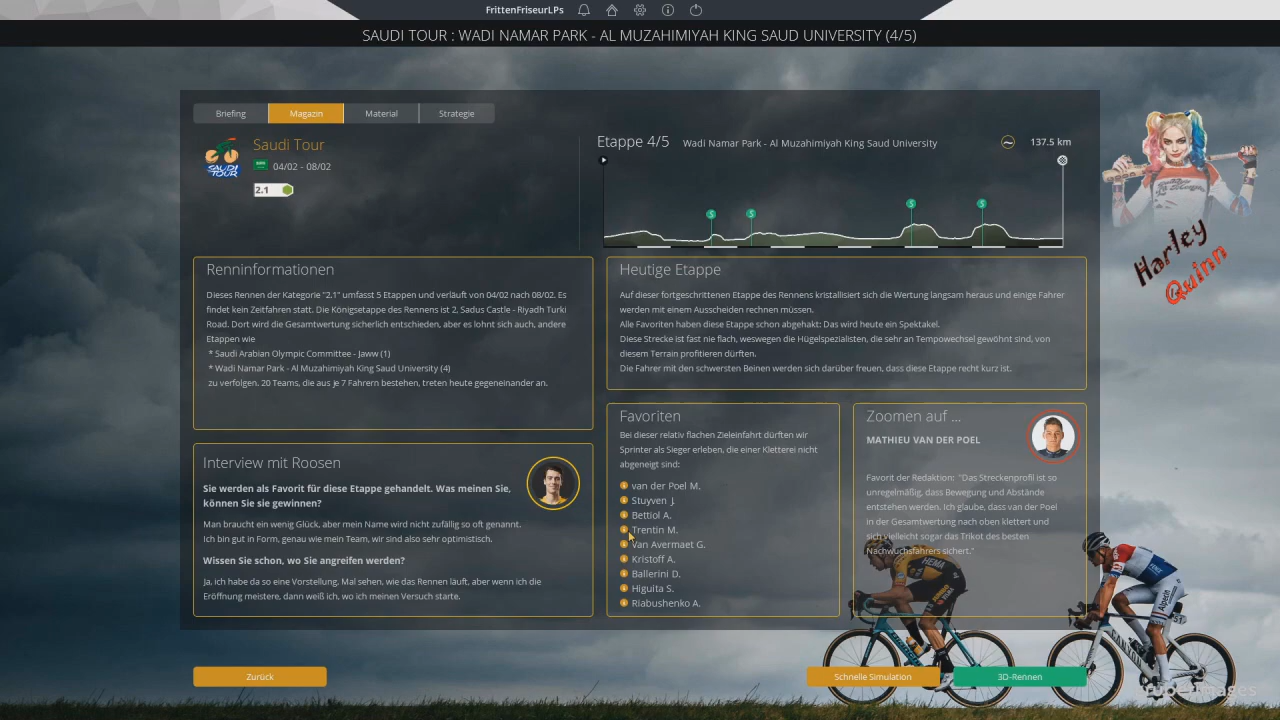 FrittenFriseurLPs
SAUDI TOUR : WADI NAMAR PARK - AL MUZAHIMIYAH KING SAUD UNIVERSITY (4/5)
Briefing
Magazin
Material
Strategie
SAUDI TOUR
Saudi Tour
04/02 - 08/02
2.1
Etappe 4/5
Wadi Namar Park - Al Muzahimiyah King Saud University
137.5 km
S
S
S
S
Renninformationen
Dieses Rennen der Kategorie "2.1" umfasst 5 Etappen und verläuft von 04/02 nach 08/02. Es
findet kein Zeitfahren statt. Die Königsetappe des Rennens ist 2, Sadus Castle - Riyadh Turki
Road. Dort wird die Gesamtwertung sicherlich entschieden, aber es lohnt sich auch, andere
Etappen wie
* Saudi Arabian Olympic Committee - Jaww (1)
* Wadi Namar Park - Al Muzahimiyah King Saud University (4)
zu verfolgen. 20 Teams, die aus je 7 Fahrern bestehen, treten heute gegeneinander an.
Heutige Etappe
Auf dieser fortgeschrittenen Etappe des Rennens kristallisiert sich die Wertung langsam heraus und einige Fahrer
werden mit einem Ausscheiden rechnen müssen.
Alle Favoriten haben diese Etappe schon abgehakt: Das wird heute ein Spektakel.
Diese Strecke ist fast nie flach, weswegen die Hügelspezialisten, die sehr an Tempowechsel gewöhnt sind, von
diesem Terrain profitieren dürften.
Die Fahrer mit den schwersten Beinen werden sich darüber freuen, dass diese Etappe recht kurz ist.
Interview mit Roosen
Sie werden als Favorit für diese Etappe gehandelt. Was meinen Sie,
können Sie sie gewinnen?
Man braucht ein wenig Glück, aber mein Name wird nicht zufällig so oft genannt.
Ich bin gut in Form, genau wie mein Team, wir sind also sehr optimistisch.
Wissen Sie schon, wo Sie angreifen werden?
Ja, ich habe da so eine Vorstellung. Mal sehen, wie das Rennen läuft, aber wenn ich die
Eröffnung meistere, dann weiß ich, wo ich meinen Versuch starte.
Favoriten
Bei dieser relativ flachen Zieleinfahrt dürften wir
Sprinter als Sieger erleben, die einer Kletterei nicht
abgeneigt sind:
van der Poel M.
Stuyven J.
Bettiol A.
Trentin M.
Van Avermaet G.
Kristoff A.
Ballerini D.
Higuita S.
Riabushenko A.
Zoomen auf ...
MATHIEU VAN DER POEL
Favorit der Redaktion: "Das Streckenprofil ist so
unregelmäßig, dass Bewegung und Abstände
entstehen werden. Ich glaube, dass van der Poel
in der Gesamtwertung nach oben klettert und
sich vielleicht sogar das Trikot des besten
Nachwuchsfahrers sichert."
Harley
Quinn
HEMA
JUMBO
VISMA
Alpecin
CANYON
51
Zurück
Schnelle Simulation
3D-Rennen
gruberimages